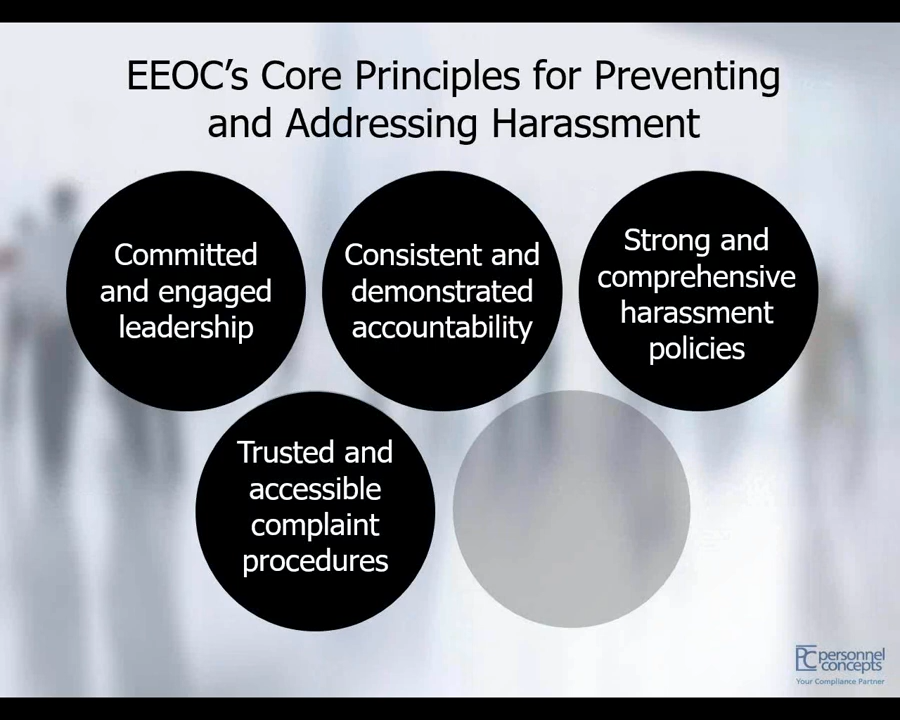 EEOC’s Core Principles for Preventing
and Addressing Harassment
Committed
and engaged
leadership
Consistent and
demonstrated
accountability
Strong and
comprehensive
harassment
policies
Trusted and
accessible
complaint
procedures
PC personnel
concepts
Your Compliance Partner